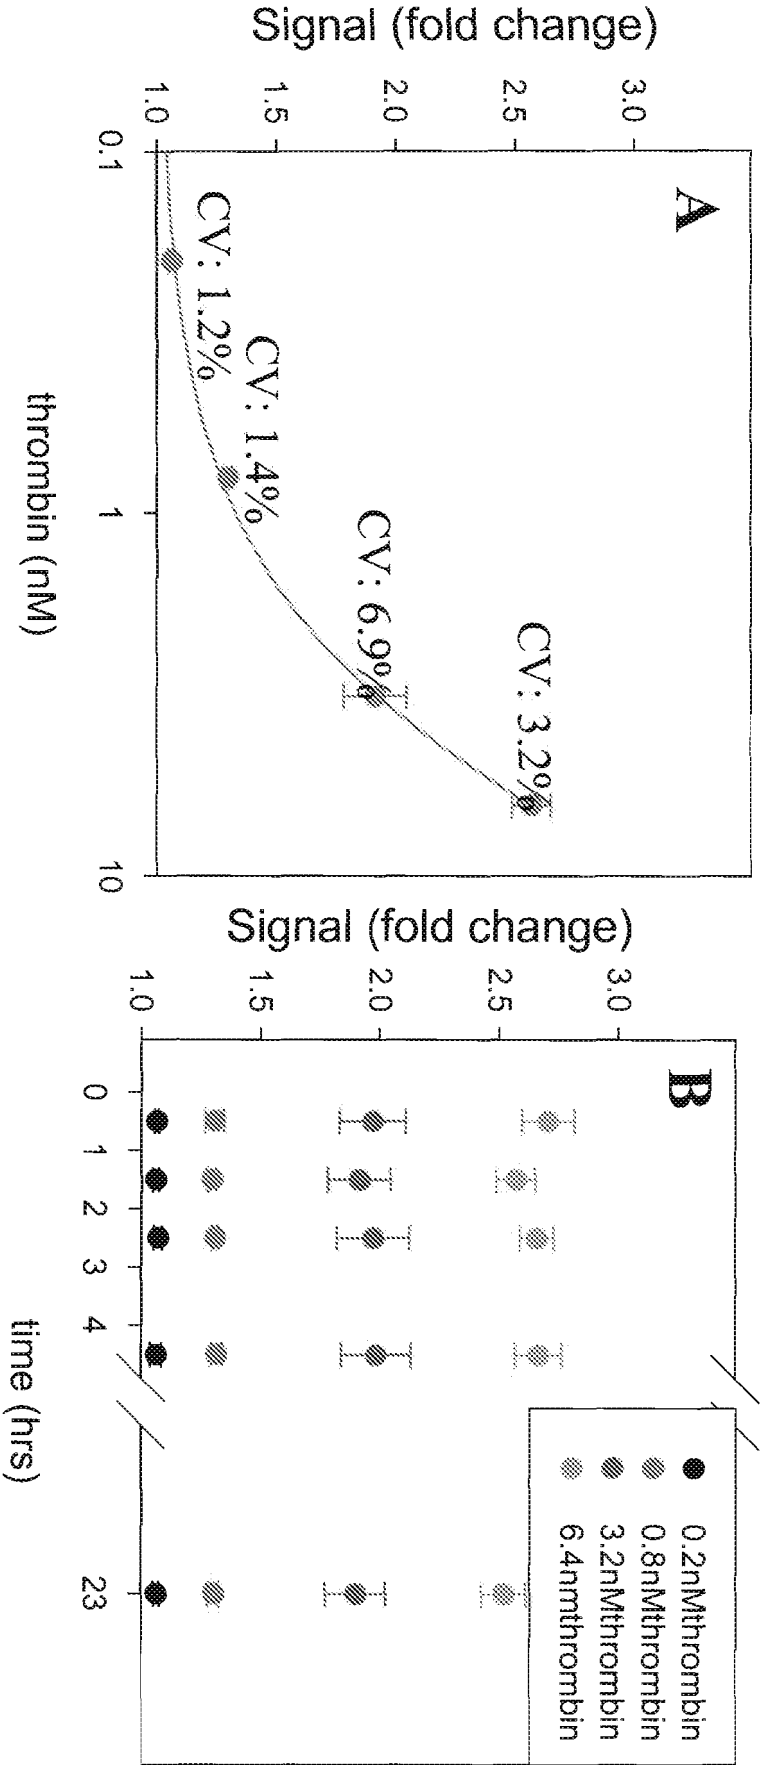 A
Signal (fold change)
3.0
2.5
2.0
1.5
1.0
CV: 3.2%
CV: 6.9%
CV: 1.4%
CV: 1.2%
0.1
1
10
thrombin (nM)
B
Signal (fold change)
3.0
2.5
2.0
1.5
1.0
0.2nMthrombin
0.8nMthrombin
3.2nMthrombin
6.4nmthrombin
0
1
2
3
4
23
time (hrs)